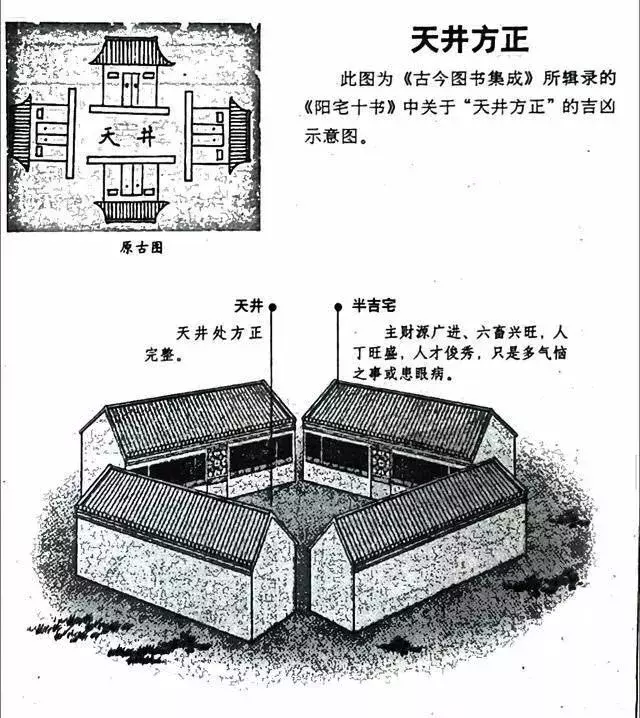 天井方正
此图为《古今图书集成》所辑录的
《阳宅十书》中关于“天井方正”的吉凶
示意图。
天井
原古图
天井
天井处方正
完整。
半吉宅
主财源广进、六畜兴旺，人
丁旺盛，人才俊秀，只是多气恼
之事或患眼病。